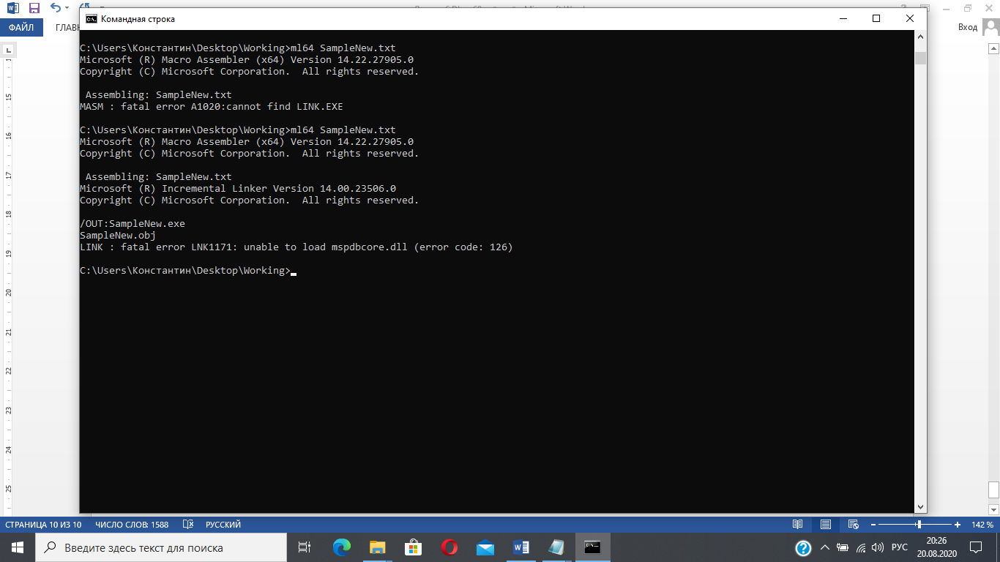 Командная строка
ФАЙЛ
Вход
C:\Users\Константин\Desktop\Working>ml64 SampleNew.txt
Microsoft (R) Macro Assembler (x64) Version 14.22.27905.0
Copyright (C) Microsoft Corporation.  All rights reserved.
 Assembling: SampleNew.txt
MASM : fatal error A1020:cannot find LINK.EXE
C:\Users\Константин\Desktop\Working>ml64 SampleNew.txt
Microsoft (R) Macro Assembler (x64) Version 14.22.27905.0
Copyright (C) Microsoft Corporation.  All rights reserved.
 Assembling: SampleNew.txt
Microsoft (R) Incremental Linker Version 14.00.23506.0
Copyright (C) Microsoft Corporation.  All rights reserved.
/OUT:SampleNew.exe
SampleNew.obj
LINK : fatal error LNK1171: unable to load mspdbcore.dll (error code: 126)
C:\Users\Константин\Desktop\Working>
15
16
17
18
19
20
21
22
23
24
25
СТРАНИЦА 10 ИЗ 10 ЧИСЛО СЛОВ: 1588 РУССКИЙ 142 %
Введите здесь текст для поиска
РУС
20:26
20.08.2020